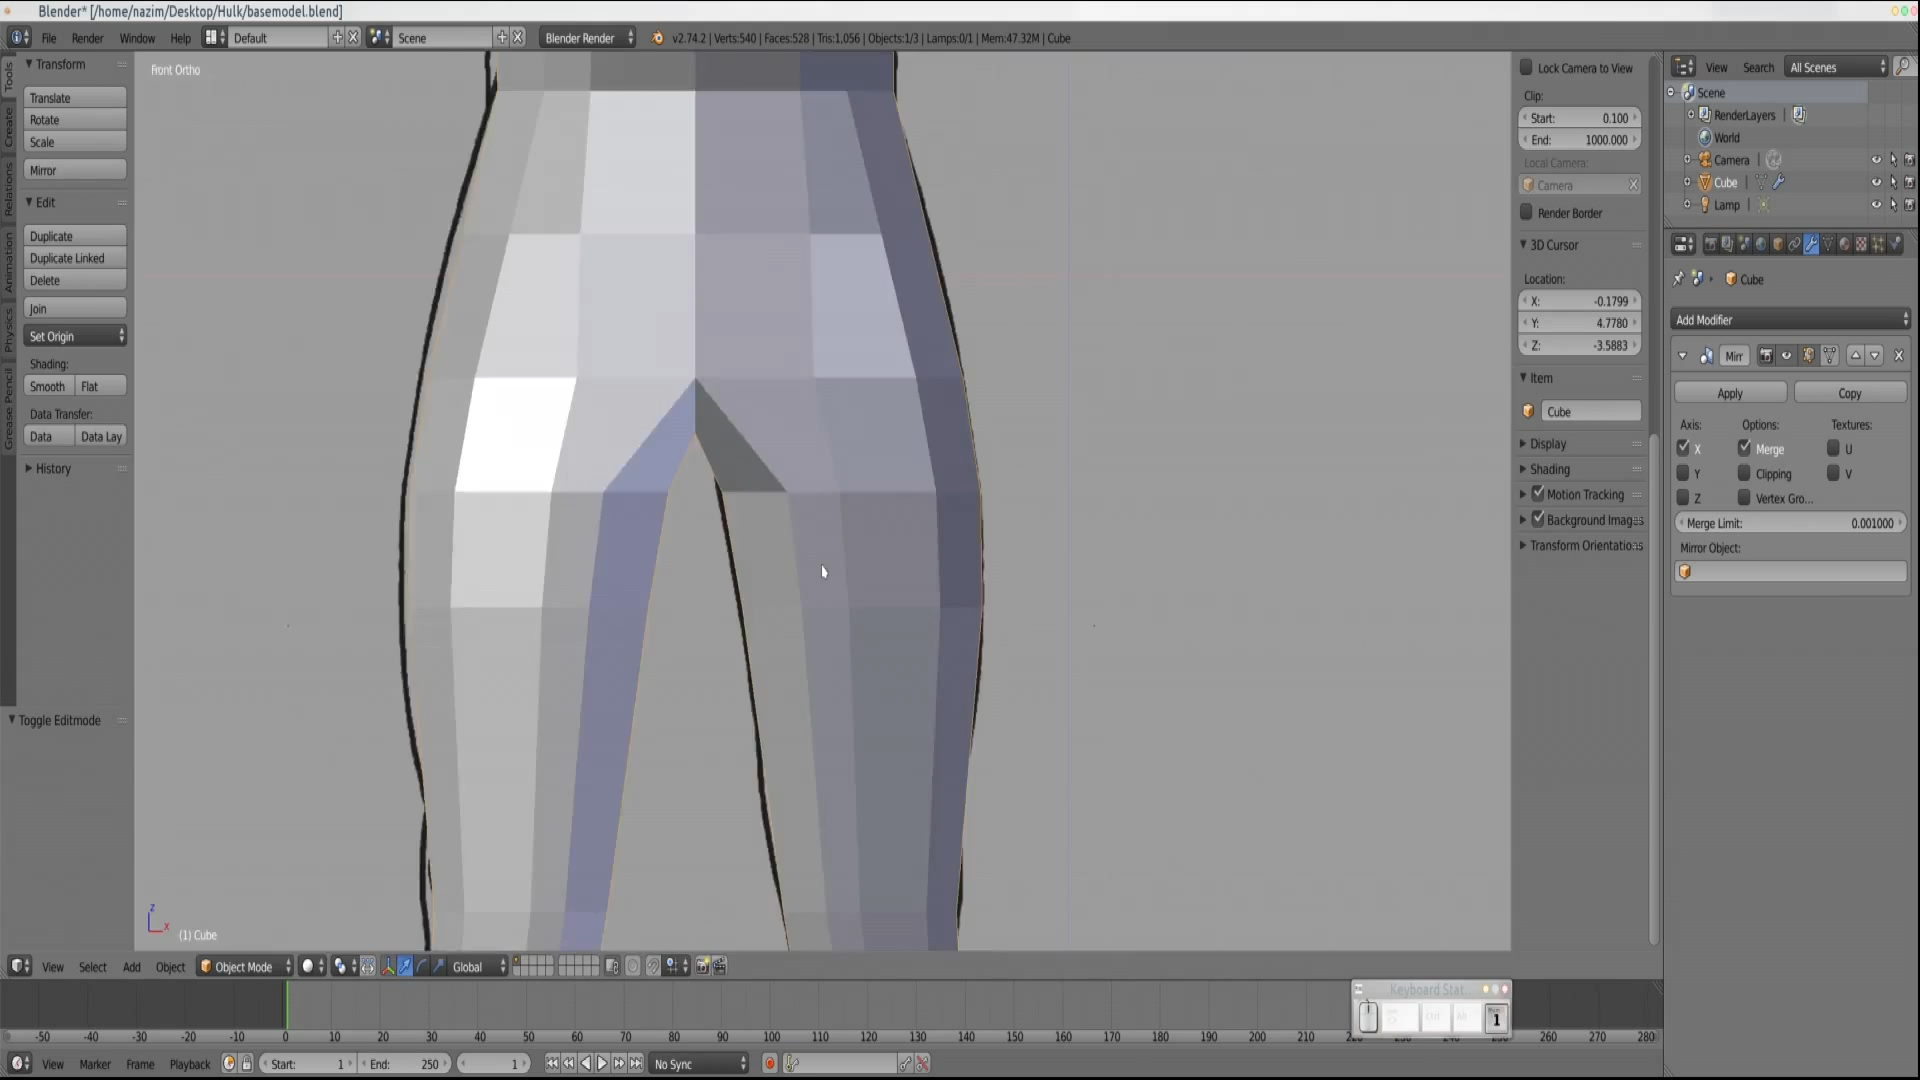 Blender* [/home/nazim/Desktop/Hulk/basemodel.blend]
File Render Window Help Default Scene Blender Render v2.74.2 | Verts:540 | Faces:528 | Tris:1,056 | Objects:1/3 | Lamps:0/1 | Mem:47.32M | Cube
Tools
Create
Relations
Animation
Physics
Grease Pencil
Transform
Translate
Rotate
Scale
Mirror
Edit
Duplicate
Duplicate Linked
Delete
Join
Set Origin
Shading:
Smooth Flat
Data Transfer:
Data Data Lay
History
Toggle Editmode
Front Ortho
z
x
(1) Cube
Lock Camera to View
Clip:
Start: 0.100
End: 1000.000
Local Camera:
Camera
Render Border
3D Cursor
Location:
X: -0.1799
Y: 4.7780
Z: -3.5883
Item
Cube
Display
Shading
Motion Tracking
Background Images
Transform Orientations
View Search All Scenes
Scene
RenderLayers
World
Camera
Cube
Lamp
Cube
Add Modifier
Mirr
Apply Copy
Axis: Options: Textures:
X Merge U
Y Clipping V
Z Vertex Gro...
Merge Limit: 0.001000
Mirror Object:
View Select Add Object Object Mode Global
Keyboard Stat
Ctrl Alt 1
-50 -40 -30 -20 -10 0 10 20 30 40 50 60 70 80 90 100 110 120 130 140 150 160 170 180 190 200 210 260 270 280
View Marker Frame Playback Start: 1 End: 250 1 No Sync